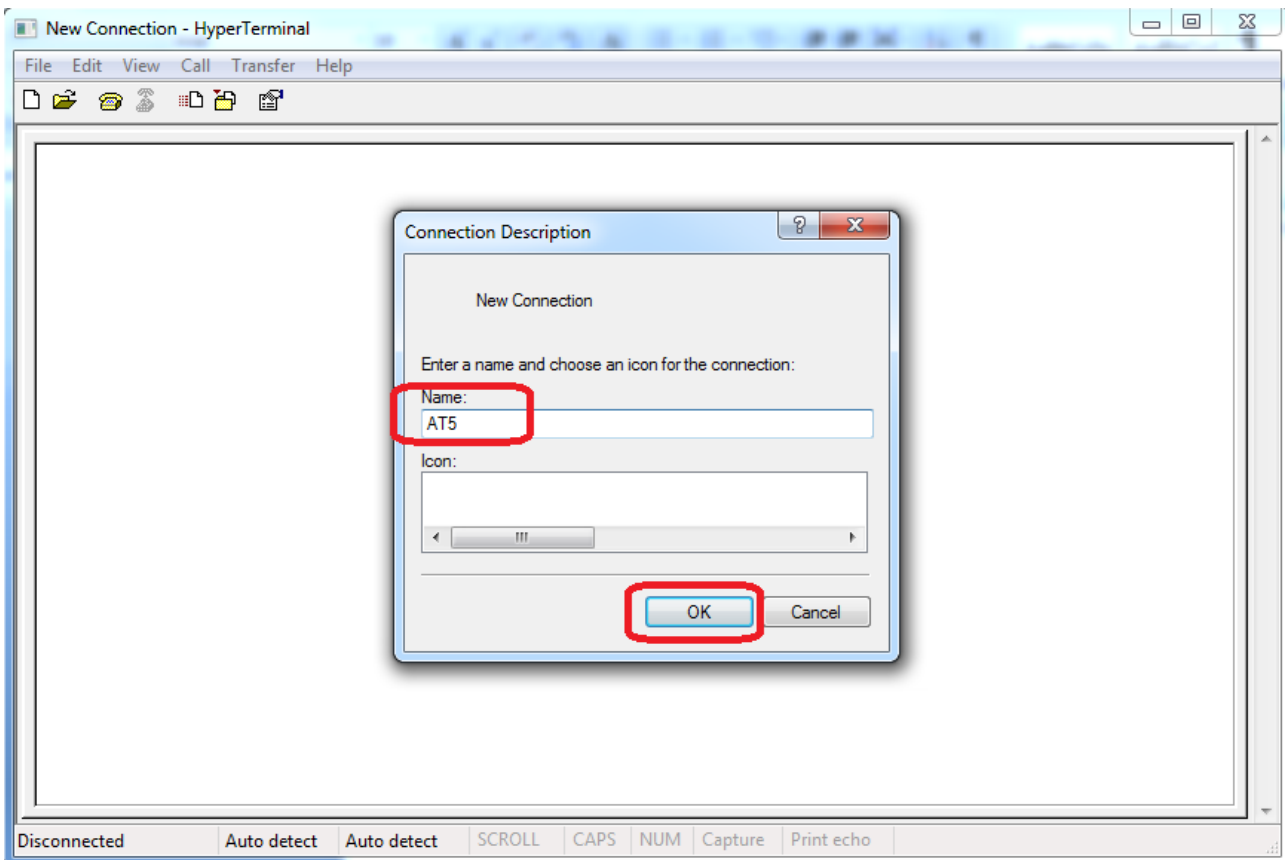 New Connection - HyperTerminal
File Edit View Call Transfer Help
Connection Description
New Connection
Enter a name and choose an icon for the connection:
Name:
AT5
Icon:
OK Cancel
Disconnected Auto detect Auto detect SCROLL CAPS NUM Capture Print echo